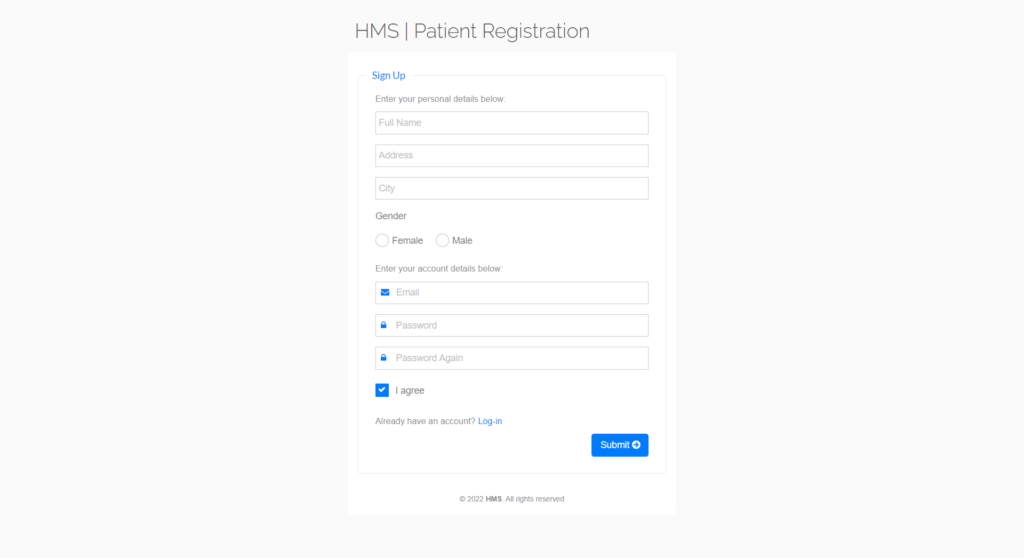 HMS | Patient Registration
Sign Up
Enter your personal details below:
Full Name
Address
City
Gender
Female Male
Enter your account details below:
Email
Password
Password Again
I agree
Already have an account? Log-in
Submit
© 2022 HMS. All rights reserved